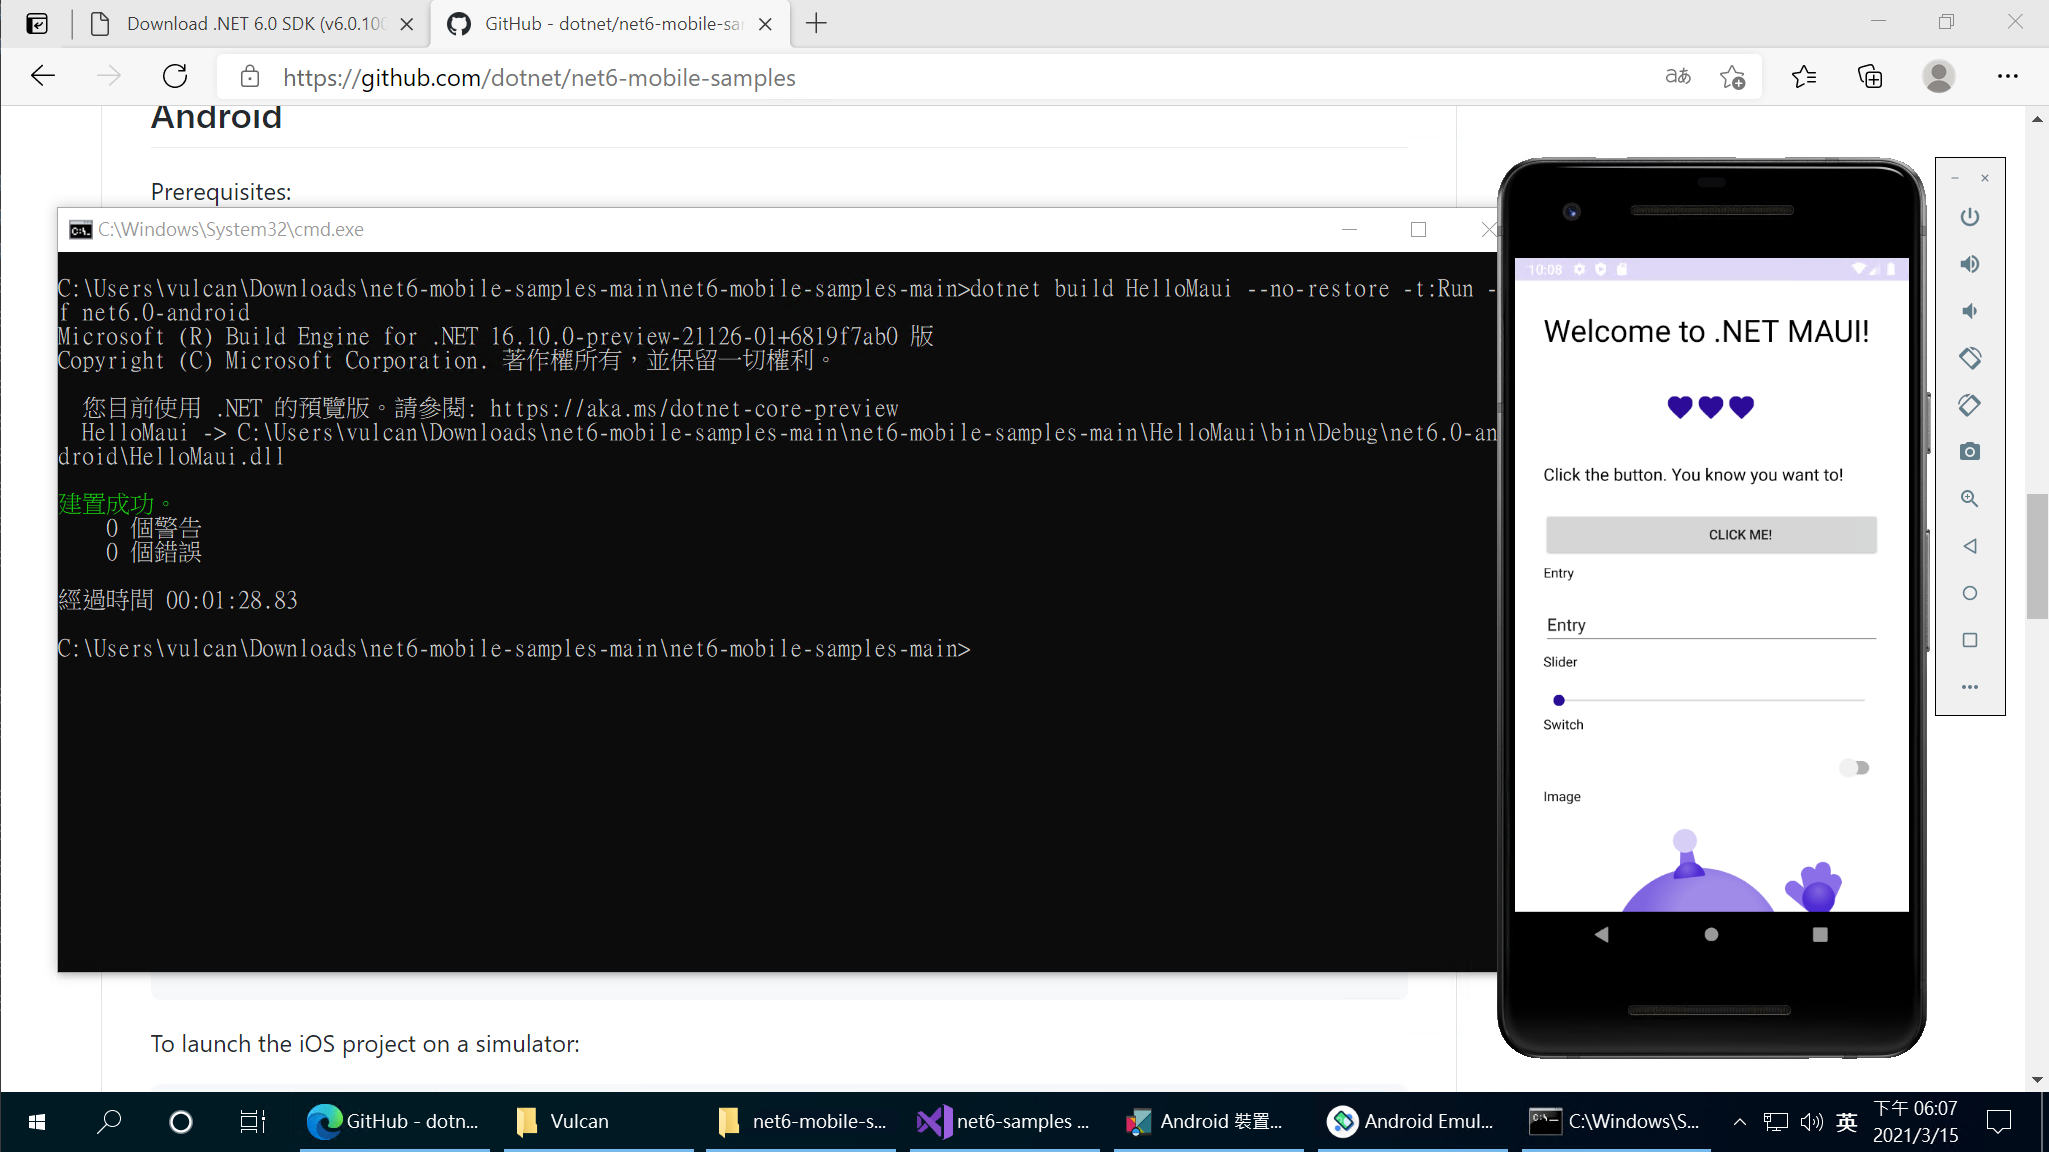 Download .NET 6.0 SDK (v6.0.100
GitHub - dotnet/net6-mobile-sa
https://github.com/dotnet/net6-mobile-samples
aあ
Android
Prerequisites:
C:\Windows\System32\cmd.exe
C:\Users\vulcan\Downloads\net6-mobile-samples-main\net6-mobile-samples-main>dotnet build HelloMaui --no-restore -t:Run -
f net6.0-android
Microsoft (R) Build Engine for .NET 16.10.0-preview-21126-01+6819f7ab0 版
Copyright (C) Microsoft Corporation. 著作權所有，並保留一切權利。
您目前使用 .NET 的預覽版。請參閱: https://aka.ms/dotnet-core-preview
HelloMaui -> C:\Users\vulcan\Downloads\net6-mobile-samples-main\net6-mobile-samples-main\HelloMaui\bin\Debug\net6.0-an
droid\HelloMaui.dll
建置成功。
0 個警告
0 個錯誤
經過時間 00:01:28.83
C:\Users\vulcan\Downloads\net6-mobile-samples-main\net6-mobile-samples-main>
To launch the iOS project on a simulator:
10:08
Welcome to .NET MAUI!
Click the button. You know you want to!
CLICK ME!
Entry
Entry
Slider
Switch
Image
GitHub - dotn...
Vulcan
net6-mobile-s...
net6-samples ...
Android 裝置...
Android Emul...
C:\Windows\S...
英
下午 06:07
2021/3/15